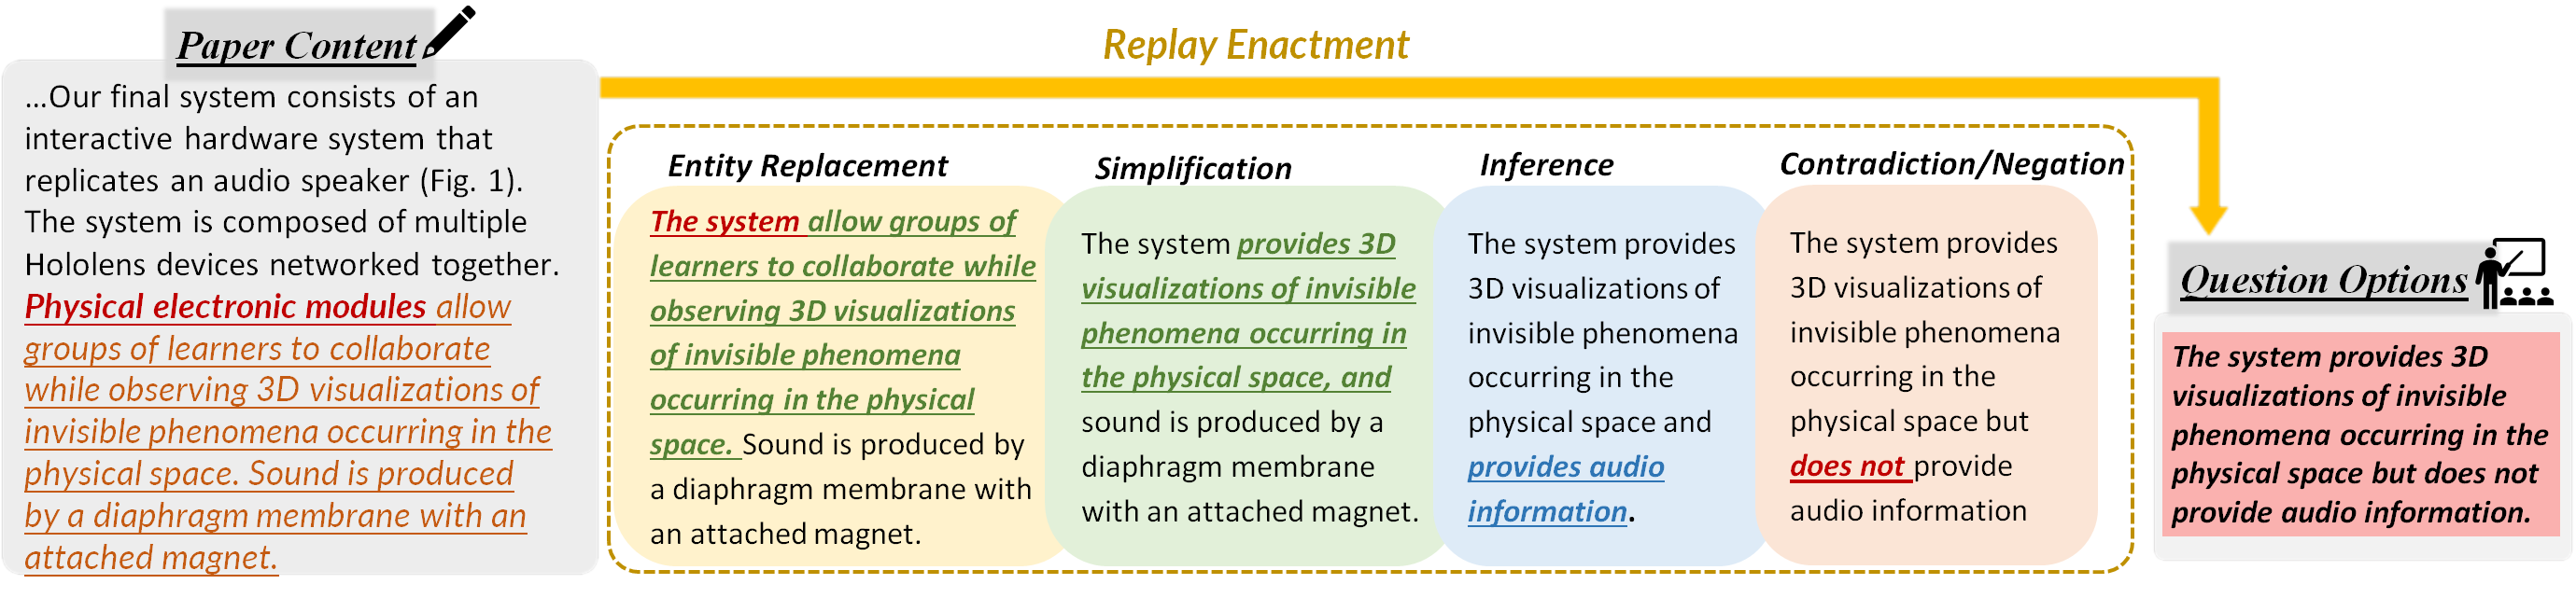 Replay Enactment
Paper Content
...Our final system consists of an
interactive hardware system that
replicates an audio speaker (Fig. 1).
The system is composed of multiple
Hololens devices networked together.
Physical electronic modules allow
groups of learners to collaborate
while observing 3D visualizations of
invisible phenomena occurring in the
physical space. Sound is produced
by a diaphragm membrane with an
attached magnet.
Entity Replacement
The system allow groups of
learners to collaborate while
observing 3D visualizations
of invisible phenomena
occurring in the physical
space. Sound is produced by
a diaphragm membrane with
an attached magnet.
Simplification
The system provides 3D
visualizations of invisible
phenomena occurring in
the physical space, and
sound is produced by a
diaphragm membrane
with an attached magnet.
Inference
The system provides
3D visualizations of
invisible phenomena
occurring in the
physical space and
provides audio
information.
Contradiction/Negation
The system provides
3D visualizations of
invisible phenomena
occurring in the
physical space but
does not provide
audio information
Question Options
The system provides 3D
visualizations of invisible
phenomena occurring in the
physical space but does not
provide audio information.